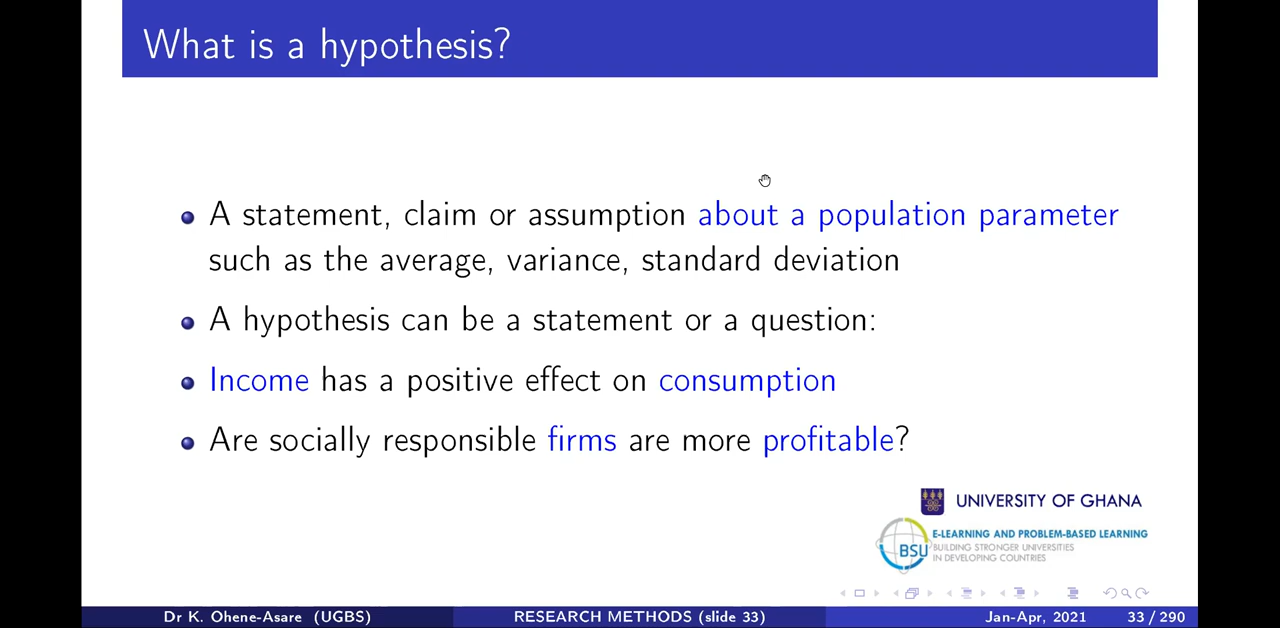 What is a hypothesis?
A statement, claim or assumption about a population parameter
such as the average, variance, standard deviation
A hypothesis can be a statement or a question:
Income has a positive effect on consumption
Are socially responsible firms are more profitable?
UNIVERSITY OF GHANA
BSU
E-LEARNING AND PROBLEM-BASED LEARNING
BUILDING STRONGER UNIVERSITIES
IN DEVELOPING COUNTRIES
Dr K. Ohene-Asare (UGBS) RESEARCH METHODS (slide 33) Jan-Apr, 2021 33 / 290